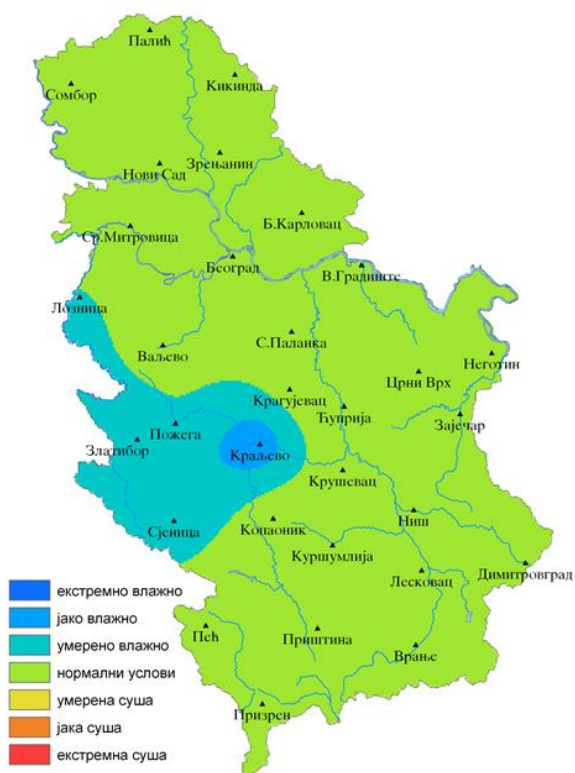 Палић
Кикинда
Сомбор
Зрењанин
Нови Сад
Б.Карловац
Ср.Митровица
Београд
В.Градиште
Лозница
С.Паланка
Ваљево
Неготин
Црни Врх
Крагујевац
Ћуприја
Зајечар
Пожега
Златибор
Краљево
Крушевац
Ниш
Копаоник
Сјеница
Куршумлија
Димитровград
Лесковац
Пећ
Приштина
Врање
Призрен
екстремно влажно
јако влажно
умерено влажно
нормални услови
умерена суша
јака суша
екстремна суша